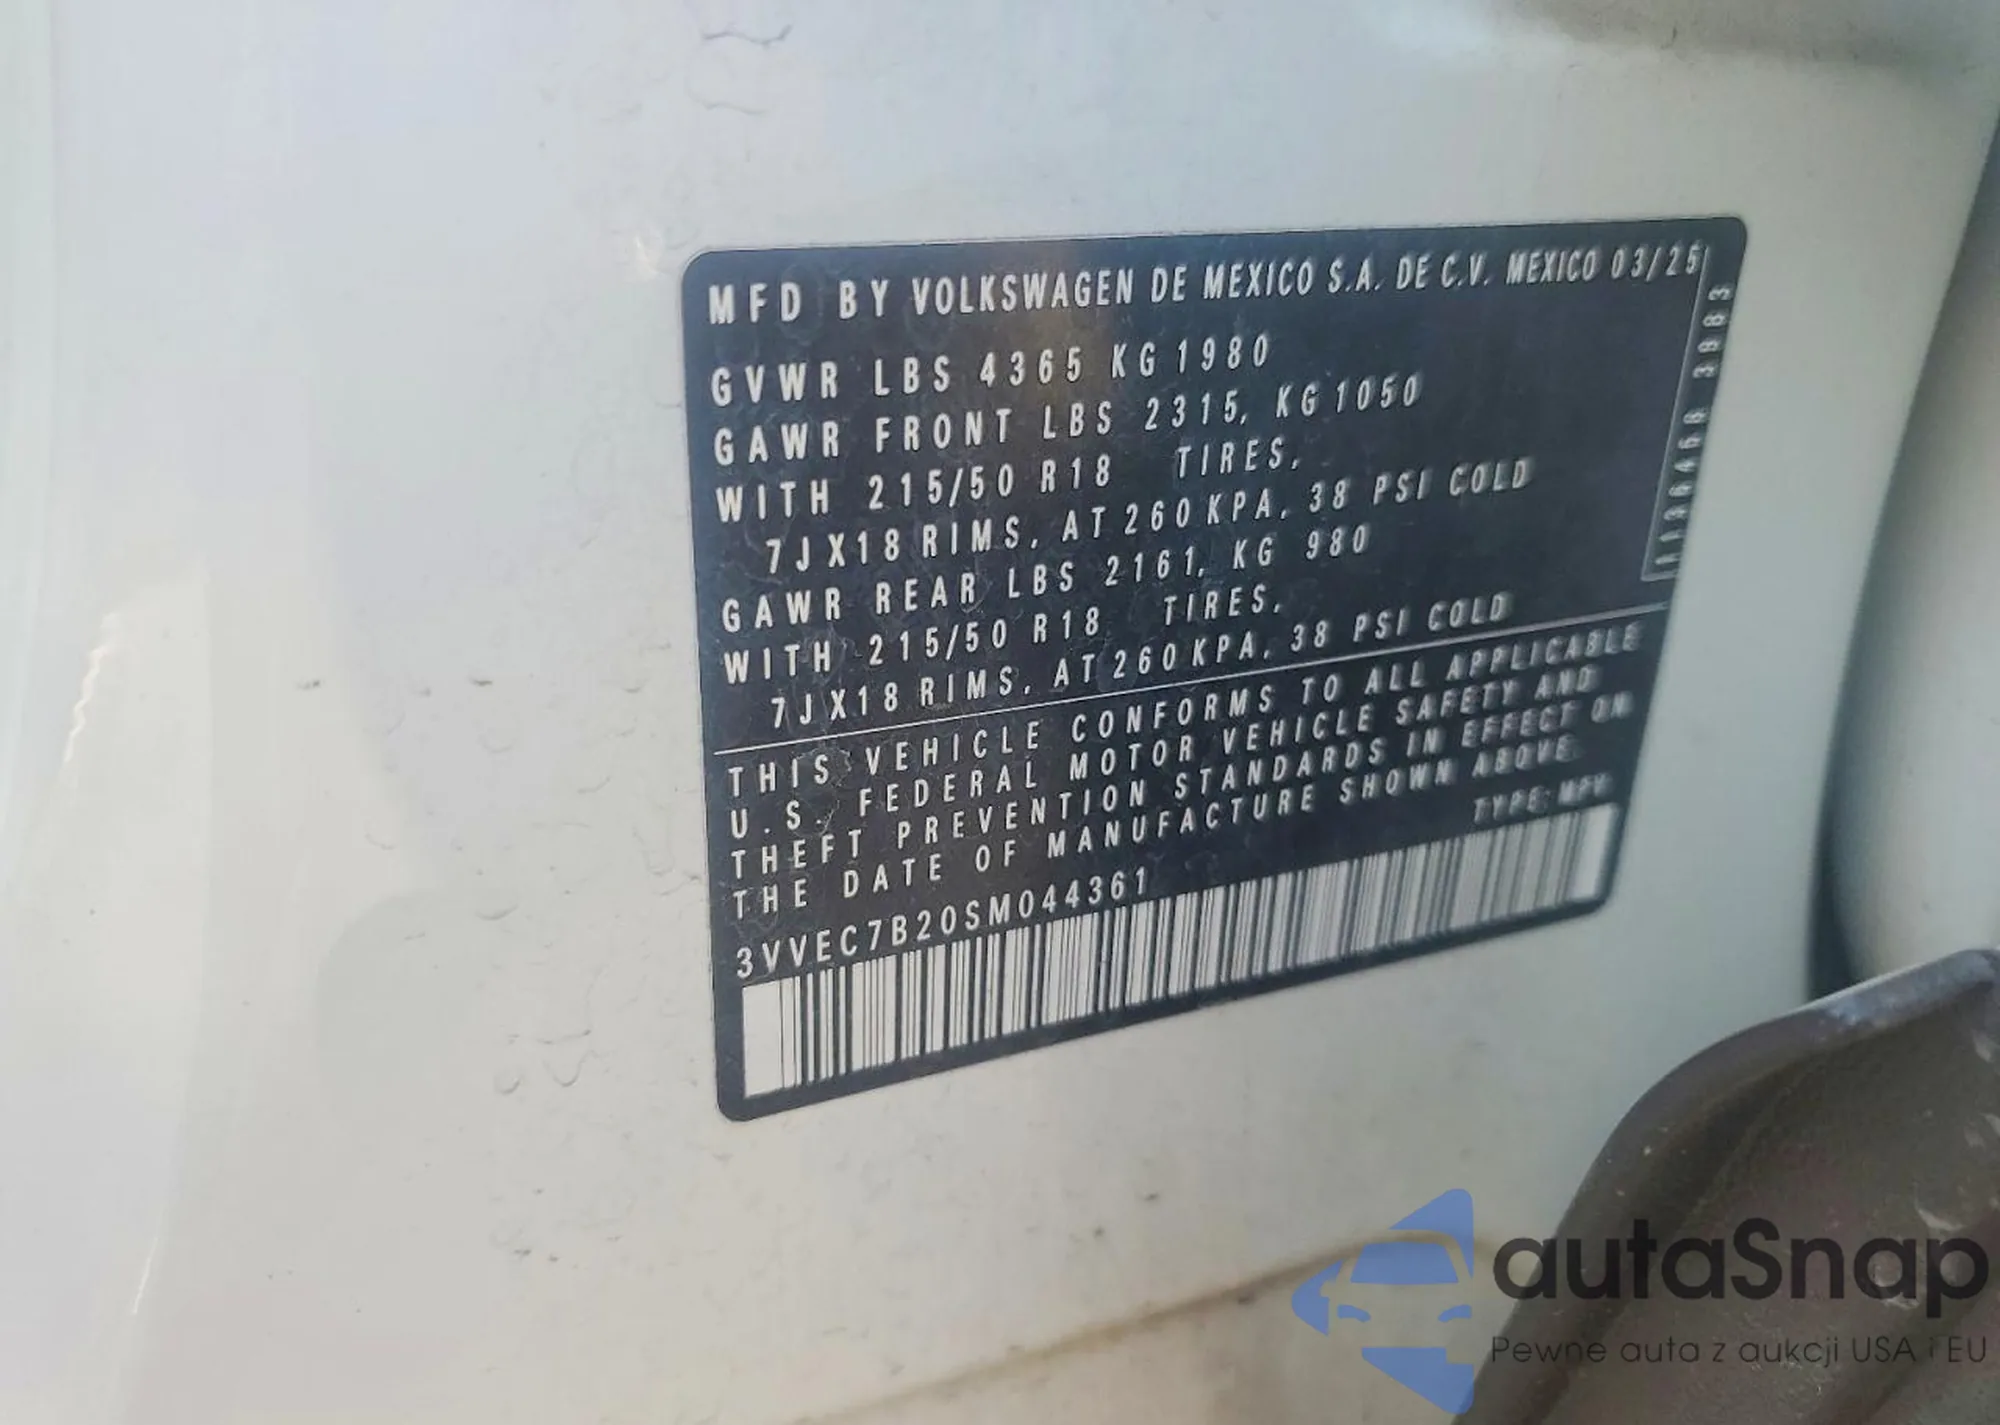 MFD BY VOLKSWAGEN DE MEXICO S.A. DE C.V. MEXICO 03/25
GVWR LBS 4365 KG 1980
GAWR FRONT LBS 2315, KG 1050
WITH 215/50 R18 TIRES,
7J X18 RIMS, AT 260 KPA, 38 PSI COLD
GAWR REAR LBS 2161, KG 980
WITH 215/50 R18 TIRES,
7J X18 RIMS, AT 260 KPA, 38 PSI COLD
THIS VEHICLE CONFORMS TO ALL APPLICABLE
U.S. FEDERAL MOTOR VEHICLE SAFETY AND
THEFT PREVENTION STANDARDS IN EFFECT ON
THE DATE OF MANUFACTURE SHOWN ABOVE.
TYPE: MPV
3VVEC7B20SM044361
autaSnap
Pewne auta z aukcji USA i EU